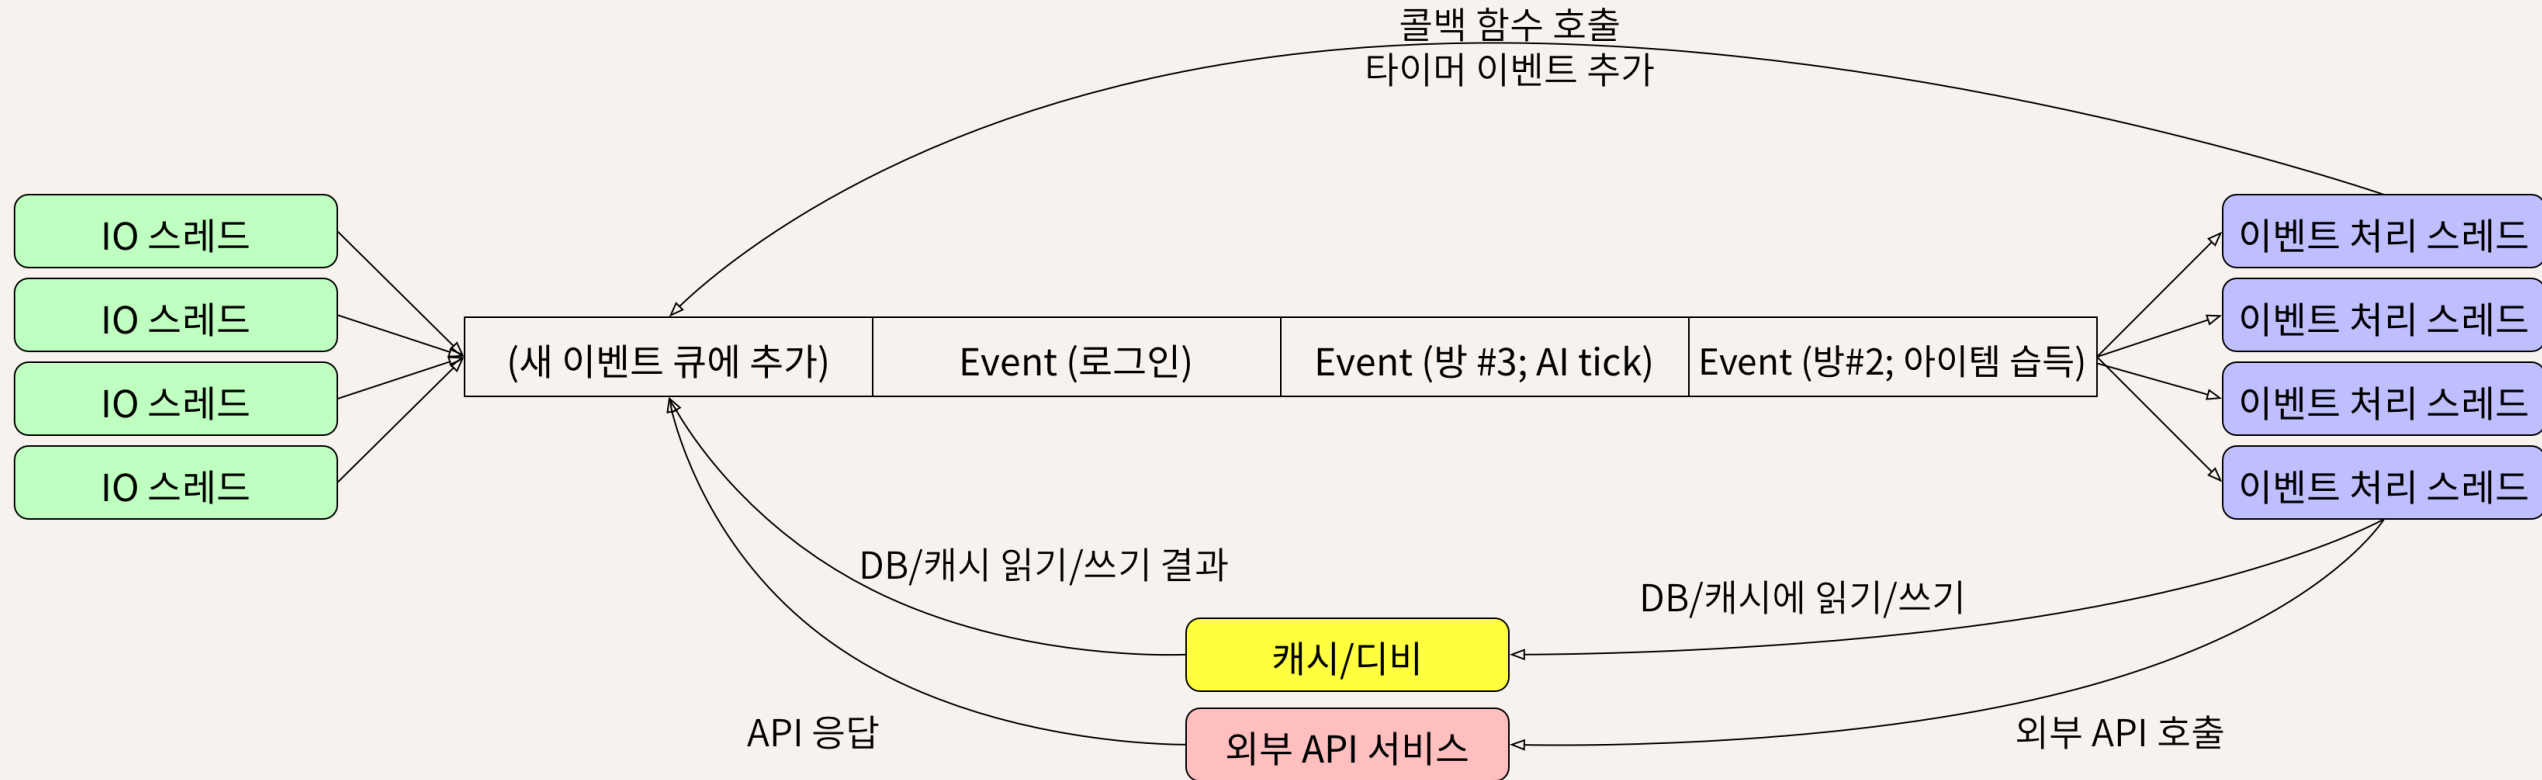 콜백 함수 호출
타이머 이벤트 추가
IO 스레드
IO 스레드
IO 스레드
IO 스레드
(새 이벤트 큐에 추가)
Event (로그인)
Event (방 #3; AI tick)
Event (방#2; 아이템 습득)
이벤트 처리 스레드
이벤트 처리 스레드
이벤트 처리 스레드
이벤트 처리 스레드
DB/캐시 읽기/쓰기 결과
DB/캐시에 읽기/쓰기
캐시/디비
API 응답
외부 API 서비스
외부 API 호출